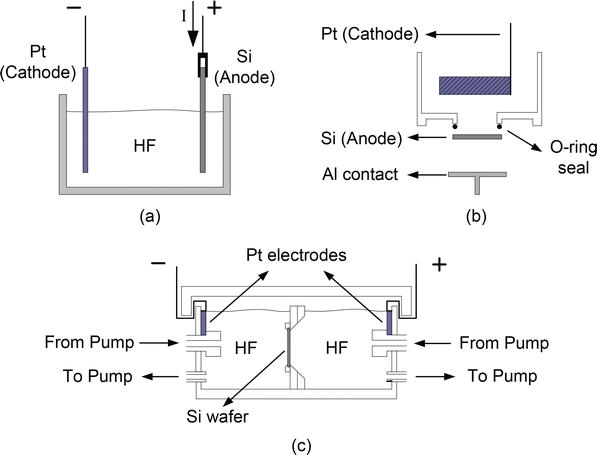 −
I
+
Pt
(Cathode)
Si
(Anode)
HF
(a)
Pt (Cathode)
Si (Anode)
O-ring
seal
Al contact
(b)
−
Pt electrodes
+
From Pump
HF
HF
From Pump
To Pump
To Pump
Si wafer
(c)